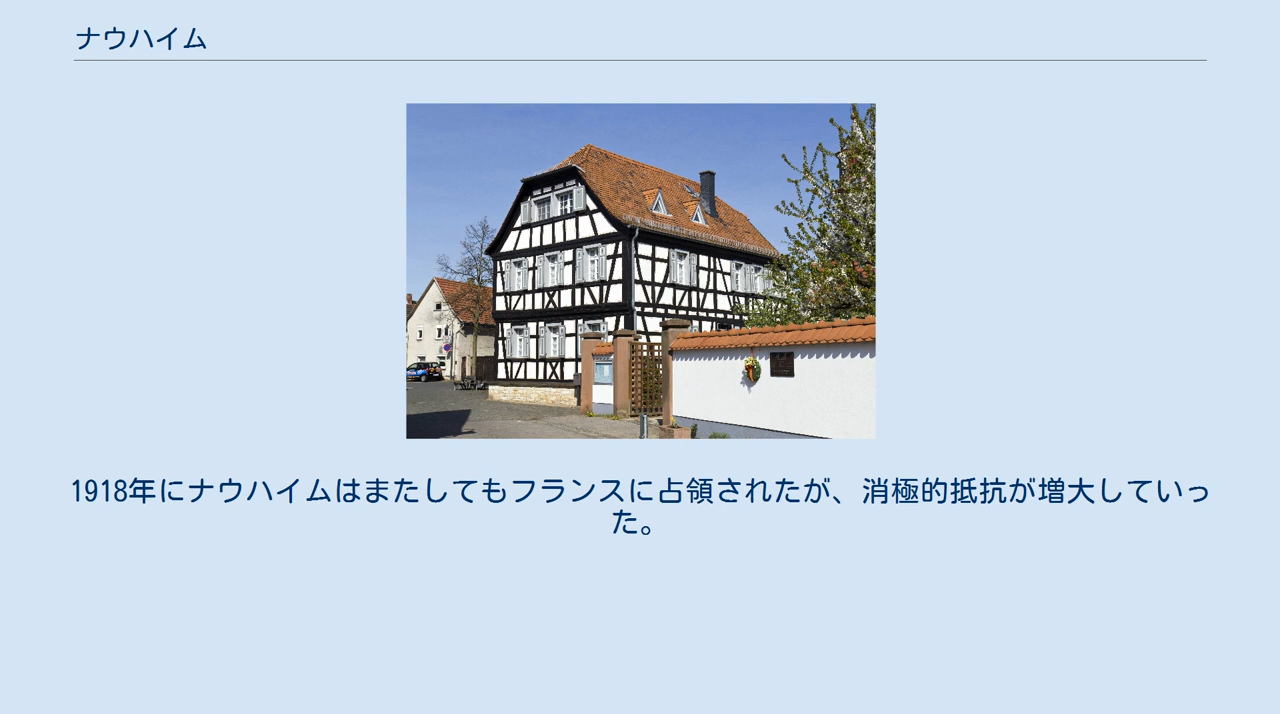 ナウハイム
1918年にナウハイムはまたしてもフランスに占領されたが、消極的抵抗が増大していっ
た。